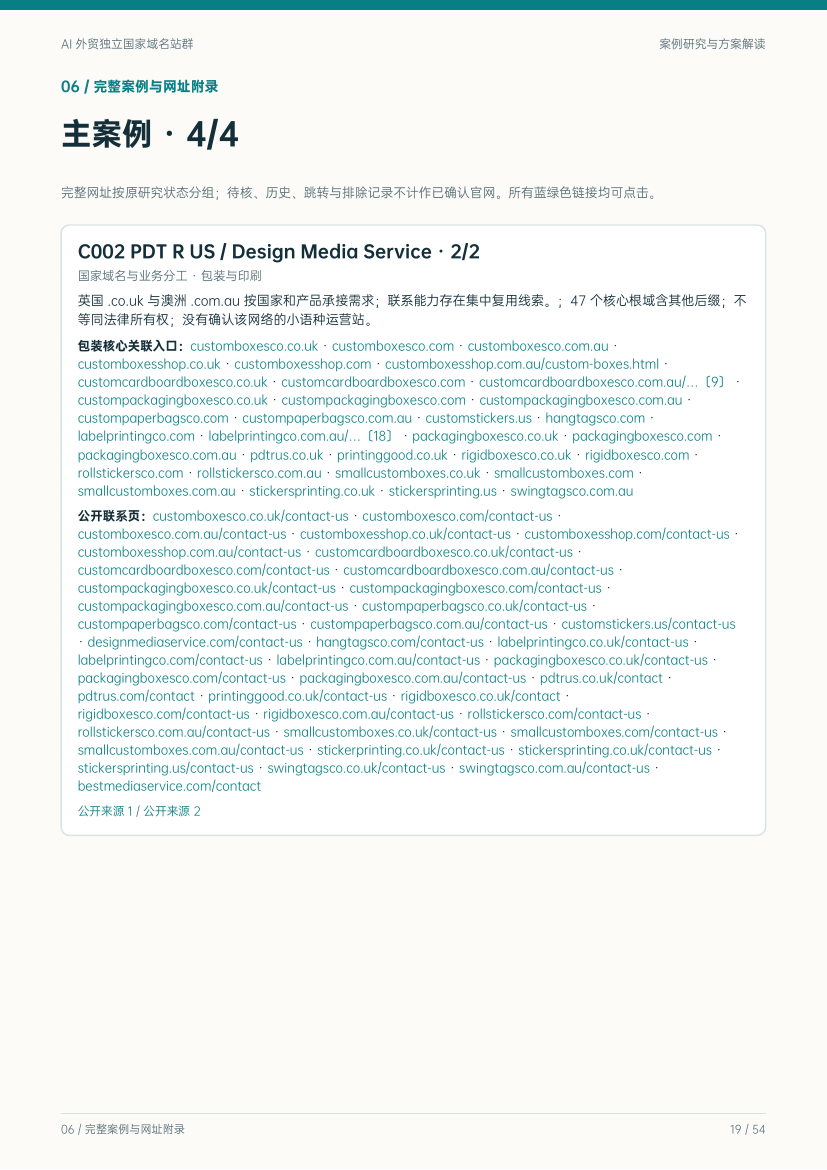 AI 外贸独立国家域名站群
案例研究与方案解读
06 / 完整案例与网址附录
主案例 · 4/4
完整网址按原研究状态分组；待核、历史、跳转与排除记录不计作已确认官网。所有蓝绿色链接均可点击。
C002 PDT R US / Design Media Service · 2/2
国家域名与业务分工 · 包装与印刷
英国 .co.uk 与澳洲 .com.au 按国家和产品承接需求；联系能力存在集中复用线索。；47 个核心根域含其他后缀；不
等同法律所有权；没有确认该网络的小语种运营站。
包装核心关联入口：customboxesco.co.uk · customboxesco.com · customboxesco.com.au ·
customboxesshop.co.uk · customboxesshop.com · customboxesshop.com.au/custom-boxes.html ·
customcardboardboxesco.co.uk · customcardboardboxesco.com · customcardboardboxesco.com.au/…〔9〕 ·
custompackagingboxesco.co.uk · custompackagingboxesco.com · custompackagingboxesco.com.au ·
custompaperbagsco.com · custompaperbagsco.com.au · customstickers.us · hangtagsco.com ·
labelprintingco.com · labelprintingco.com.au/…〔18〕 · packagingboxesco.co.uk · packagingboxesco.com ·
packagingboxesco.com.au · pdtrus.co.uk · printinggood.co.uk · rigidboxesco.co.uk · rigidboxesco.com ·
rollstickersco.com · rollstickersco.com.au · smallcustomboxes.co.uk · smallcustomboxes.com ·
smallcustomboxes.com.au · stickersprinting.co.uk · stickersprinting.us · swingtagsco.com.au
公开联系页：customboxesco.co.uk/contact-us · customboxesco.com/contact-us ·
customboxesco.com.au/contact-us · customboxesshop.co.uk/contact-us · customboxesshop.com/contact-us ·
customboxesshop.com.au/contact-us · customcardboardboxesco.co.uk/contact-us ·
customcardboardboxesco.com/contact-us · customcardboardboxesco.com.au/contact-us ·
custompackagingboxesco.co.uk/contact-us · custompackagingboxesco.com/contact-us ·
custompackagingboxesco.com.au/contact-us · custompaperbagsco.co.uk/contact-us ·
custompaperbagsco.com/contact-us · custompaperbagsco.com.au/contact-us · customstickers.us/contact-us
· designmediaservice.com/contact-us · hangtagsco.com/contact-us · labelprintingco.co.uk/contact-us ·
labelprintingco.com/contact-us · labelprintingco.com.au/contact-us · packagingboxesco.co.uk/contact-us ·
packagingboxesco.com/contact-us · packagingboxesco.com.au/contact-us · pdtrus.co.uk/contact ·
pdtrus.com/contact · printinggood.co.uk/contact-us · rigidboxesco.co.uk/contact ·
rigidboxesco.com/contact-us · rigidboxesco.com.au/contact-us · rollstickersco.com/contact-us ·
rollstickersco.com.au/contact-us · smallcustomboxes.co.uk/contact-us · smallcustomboxes.com/contact-us ·
smallcustomboxes.com.au/contact-us · stickerprinting.co.uk/contact-us · stickersprinting.co.uk/contact-us ·
stickersprinting.us/contact-us · swingtagsco.co.uk/contact-us · swingtagsco.com.au/contact-us ·
bestmediaservice.com/contact
公开来源 1 / 公开来源 2
06 / 完整案例与网址附录
19 / 54